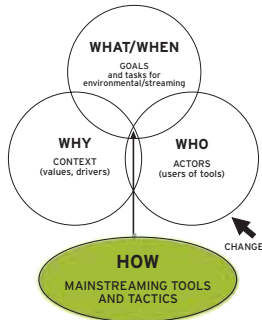 WHAT/WHEN
GOALS
and tasks for
environmental/streaming
WHY
CONTEXT
(values, drivers)
WHO
ACTORS
(users of tools)
CHANGE
HOW
MAINSTREAMING TOOLS
AND TACTICS